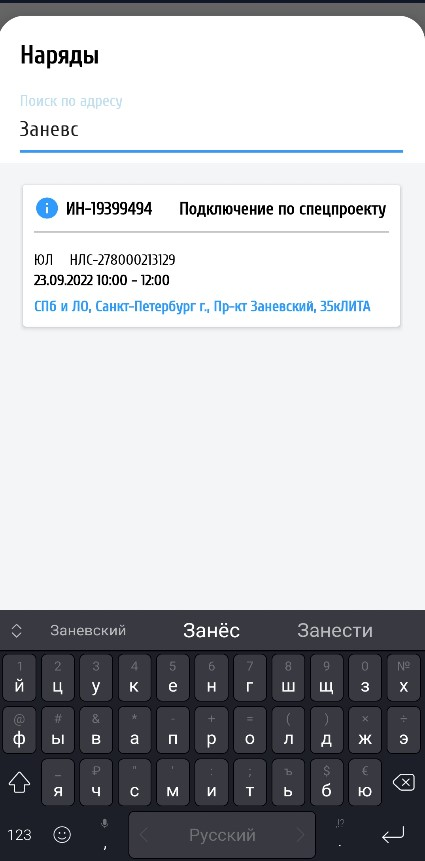 Наряды
Поиск по адресу
Заневс
ИН-19399494 Подключение по спецпроекту
ЮЛ НЛС-278000213129
23.09.2022 10:00 - 12:00
СПб и ЛО, Санкт-Петербург г., Пр-кт Заневский, 35кЛИТА
Заневский Занёс Занести
1 2 3 4 5 6 7 8 9 0 №
й ц у к е н г ш щ з х
@ # & * - + = ( ) × ÷
ф ы в а п р о л д ж э
_ ₽ " ' : ; ъ $ €
я ч с м и т ь б ю
123 , Русский .
,!?